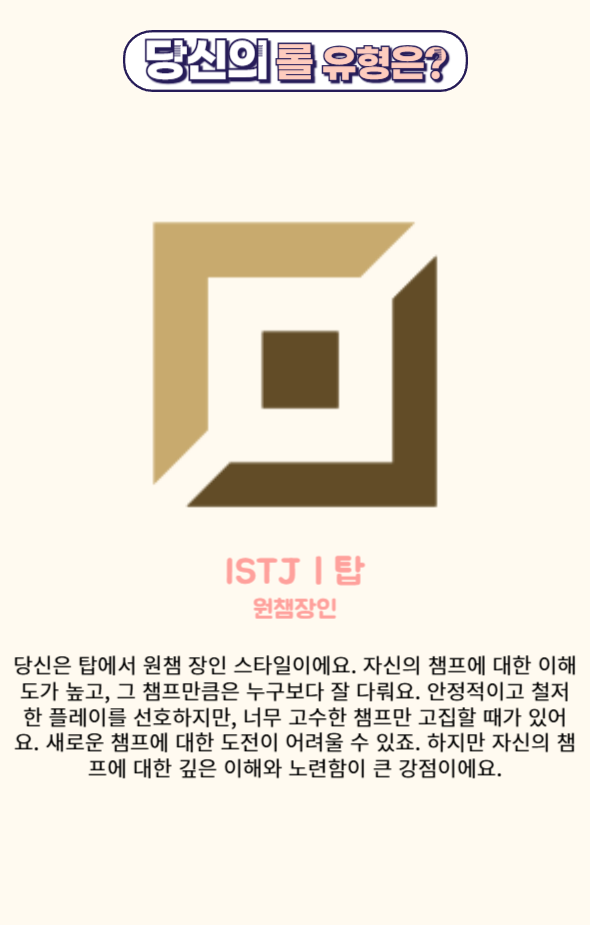 당신의 롤 유형은?
ISTJ ㅣ 탑
원챔장인
당신은 탑에서 원챔 장인 스타일이에요. 자신의 챔프에 대한 이해
도가 높고, 그 챔프만큼은 누구보다 잘 다뤄요. 안정적이고 철저
한 플레이를 선호하지만, 너무 고수한 챔프만 고집할 때가 있어
요. 새로운 챔프에 대한 도전이 어려울 수 있죠. 하지만 자신의 챔
프에 대한 깊은 이해와 노련함이 큰 강점이에요.